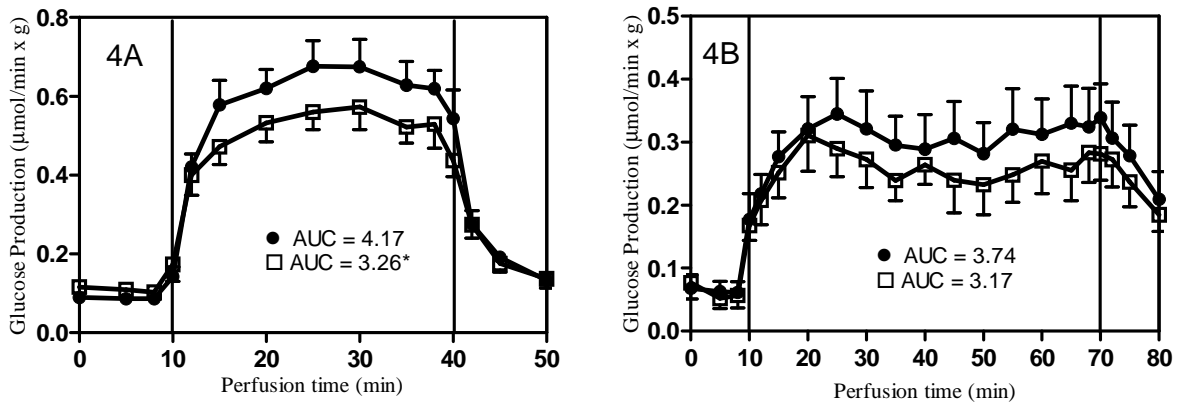 Glucose Production (µmol/min x g)
0.8
0.6
0.4
0.2
0.0
4A
● AUC = 4.17
□ AUC = 3.26*
0 10 20 30 40 50
Perfusion time (min)
Glucose Production (µmol/min x g)
0.5
0.4
0.3
0.2
0.1
0.0
4B
● AUC = 3.74
□ AUC = 3.17
0 10 20 30 40 50 60 70 80
Perfusion time (min)